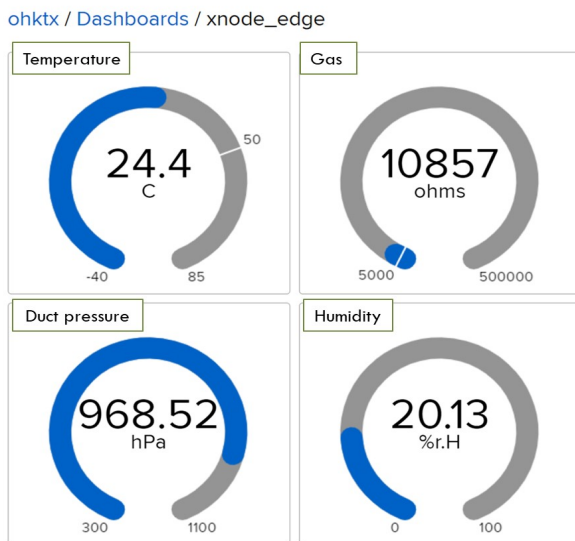 ohktx / Dashboards / xnode_edge
Temperature
Gas
50
24.4
C
-40
85
10857
ohms
5000
500000
Duct pressure
Humidity
968.52
hPa
300
1100
20.13
%r.H
0
100